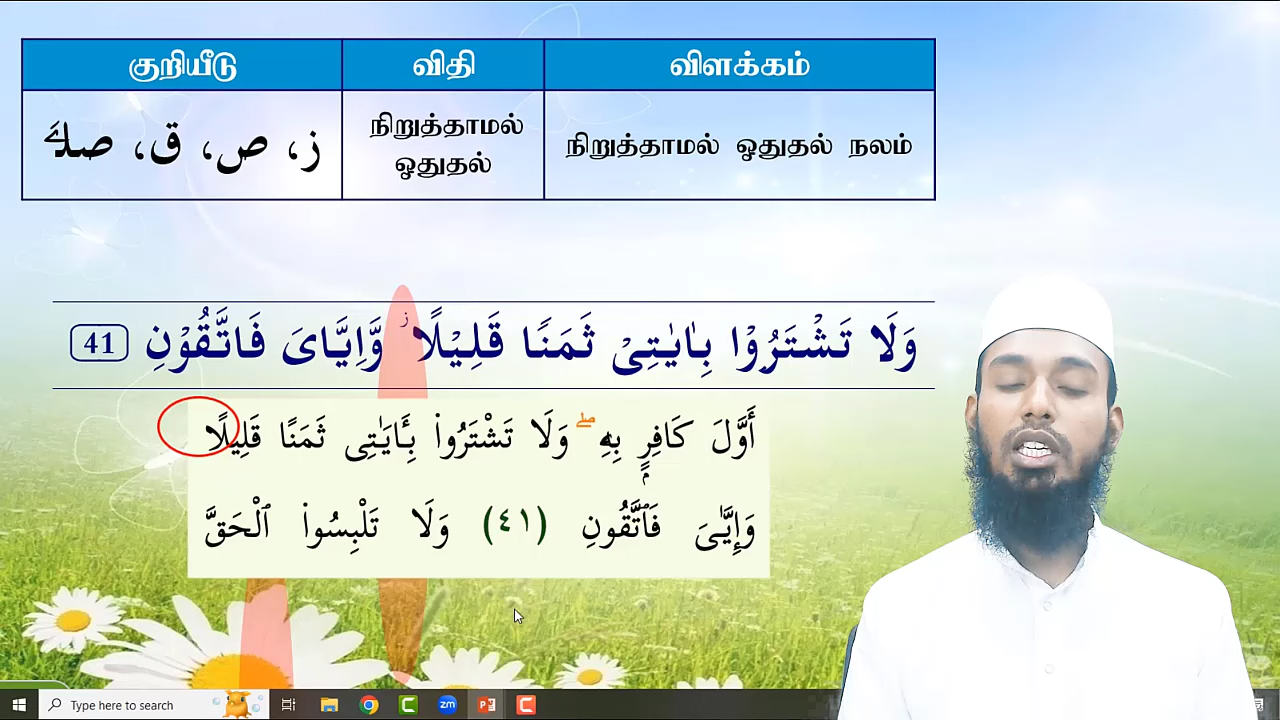 குறியீடு விதி விளக்கம்
ز، ص، ق، صلے
நிறுத்தாமல் ஓதுதல்
நிறுத்தாமல் ஓதுதல் நலம்
وَلَا تَشْتَرُوْا بِاٰيٰتِىْ ثَمَنًا قَلِيْلًا ز وَّاِيَّاىَ فَاتَّقُوْنِ 41
أَوَّلَ كَافِرٍۭ بِهِۦ ۖ وَلَا تَشْتَرُوا۟ بِـَٔايَـٰتِى ثَمَنًا قَلِيلًا
وَإِيَّـٰىَ فَٱتَّقُونِ (٤١) وَلَا تَلْبِسُوا۟ ٱلْحَقَّ
Type here to search
zm